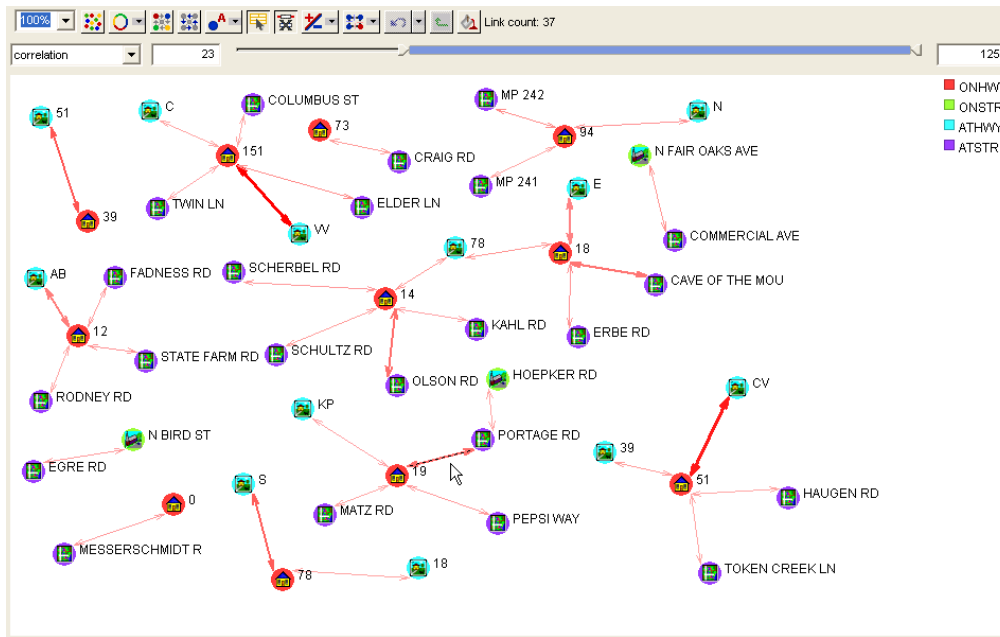 100%
A
Link count: 37
correlation
23
125
ONHW
ONSTR
ATHWY
ATSTR
51
C
COLUMBUS ST
73
MP 242
N
151
94
N FAIR OAKS AVE
CRAIG RD
MP 241
E
TWIN LN
ELDER LN
39
VV
78
18
COMMERCIAL AVE
AB
FADNESS RD
SCHERBEL RD
CAVE OF THE MOU
14
12
KAHL RD
ERBE RD
STATE FARM RD
SCHULTZ RD
OLSON RD
HOEPKER RD
RODNEY RD
KP
CV
N BIRD ST
PORTAGE RD
39
EGRE RD
S
19
51
0
MATZ RD
PEPSI WAY
HAUGEN RD
MESSERSCHMIDT R
78
18
TOKEN CREEK LN